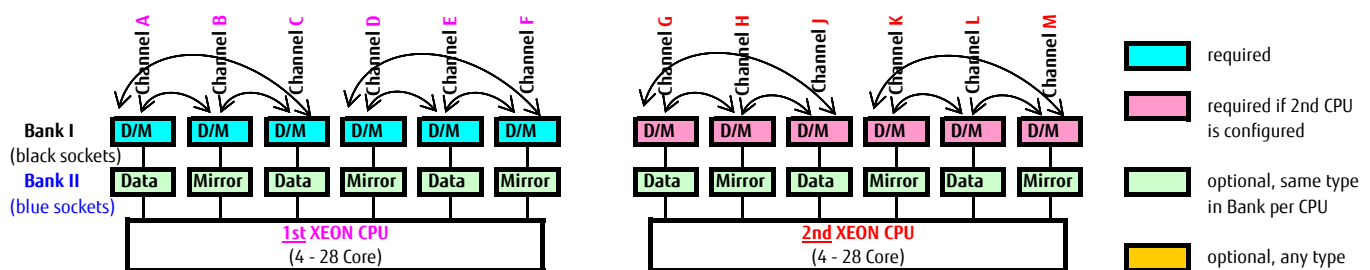 Channel A
Channel B
Channel C
Channel D
Channel E
Channel F
Channel G
Channel H
Channel J
Channel K
Channel L
Channel M
required
required if 2nd CPU
is configured
Bank I
D/M D/M D/M D/M D/M D/M D/M D/M D/M D/M D/M D/M
(black sockets)
Bank II
Data Mirror Data Mirror Data Mirror Data Mirror Data Mirror Data Mirror
(blue sockets)
optional, same type
in Bank per CPU
1st XEON CPU
(4 - 28 Core)
2nd XEON CPU
(4 - 28 Core)
optional, any type